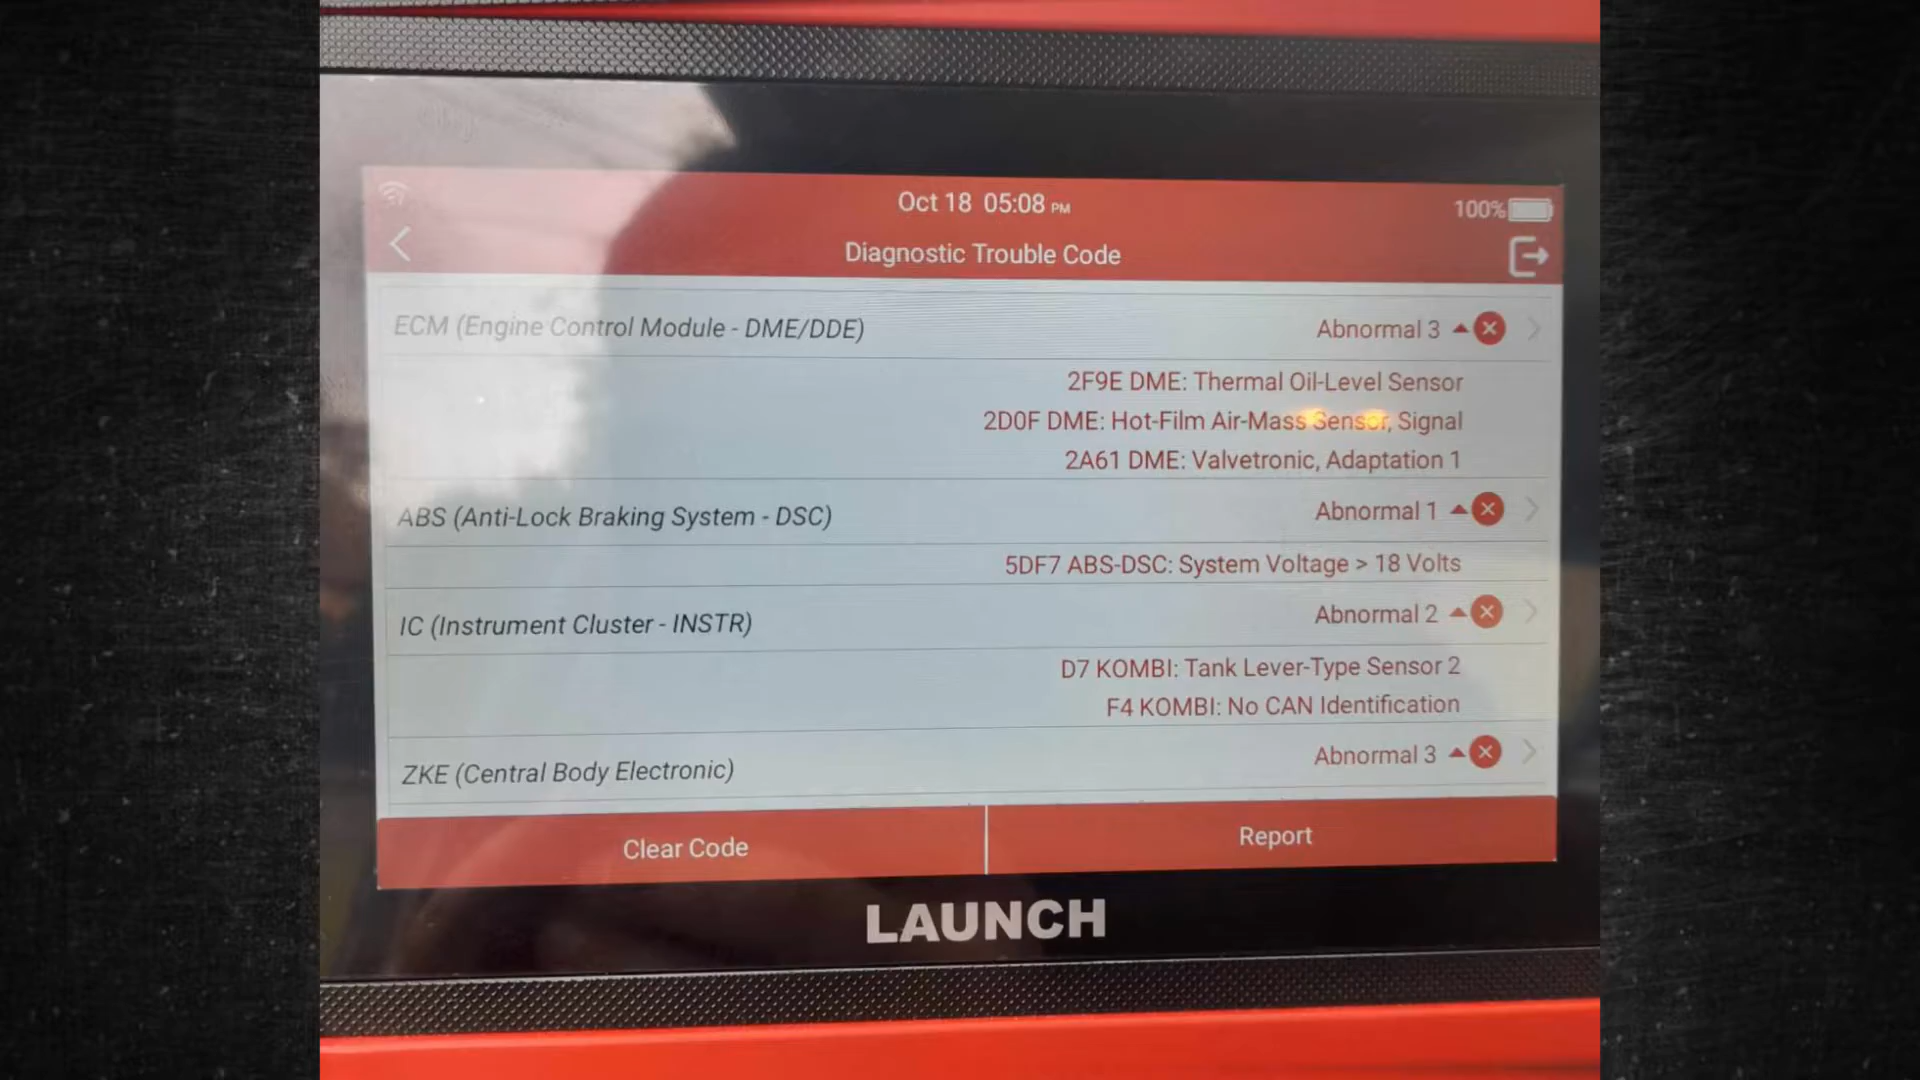 Oct 18 05:08 PM
100%
Diagnostic Trouble Code
ECM (Engine Control Module - DME/DDE)
Abnormal 3
2F9E DME: Thermal Oil-Level Sensor
2D0F DME: Hot-Film Air-Mass Sensor, Signal
2A61 DME: Valvetronic, Adaptation 1
ABS (Anti-Lock Braking System - DSC)
Abnormal 1
5DF7 ABS-DSC: System Voltage > 18 Volts
IC (Instrument Cluster - INSTR)
Abnormal 2
D7 KOMBI: Tank Lever-Type Sensor 2
F4 KOMBI: No CAN Identification
ZKE (Central Body Electronic)
Abnormal 3
Clear Code
Report
LAUNCH